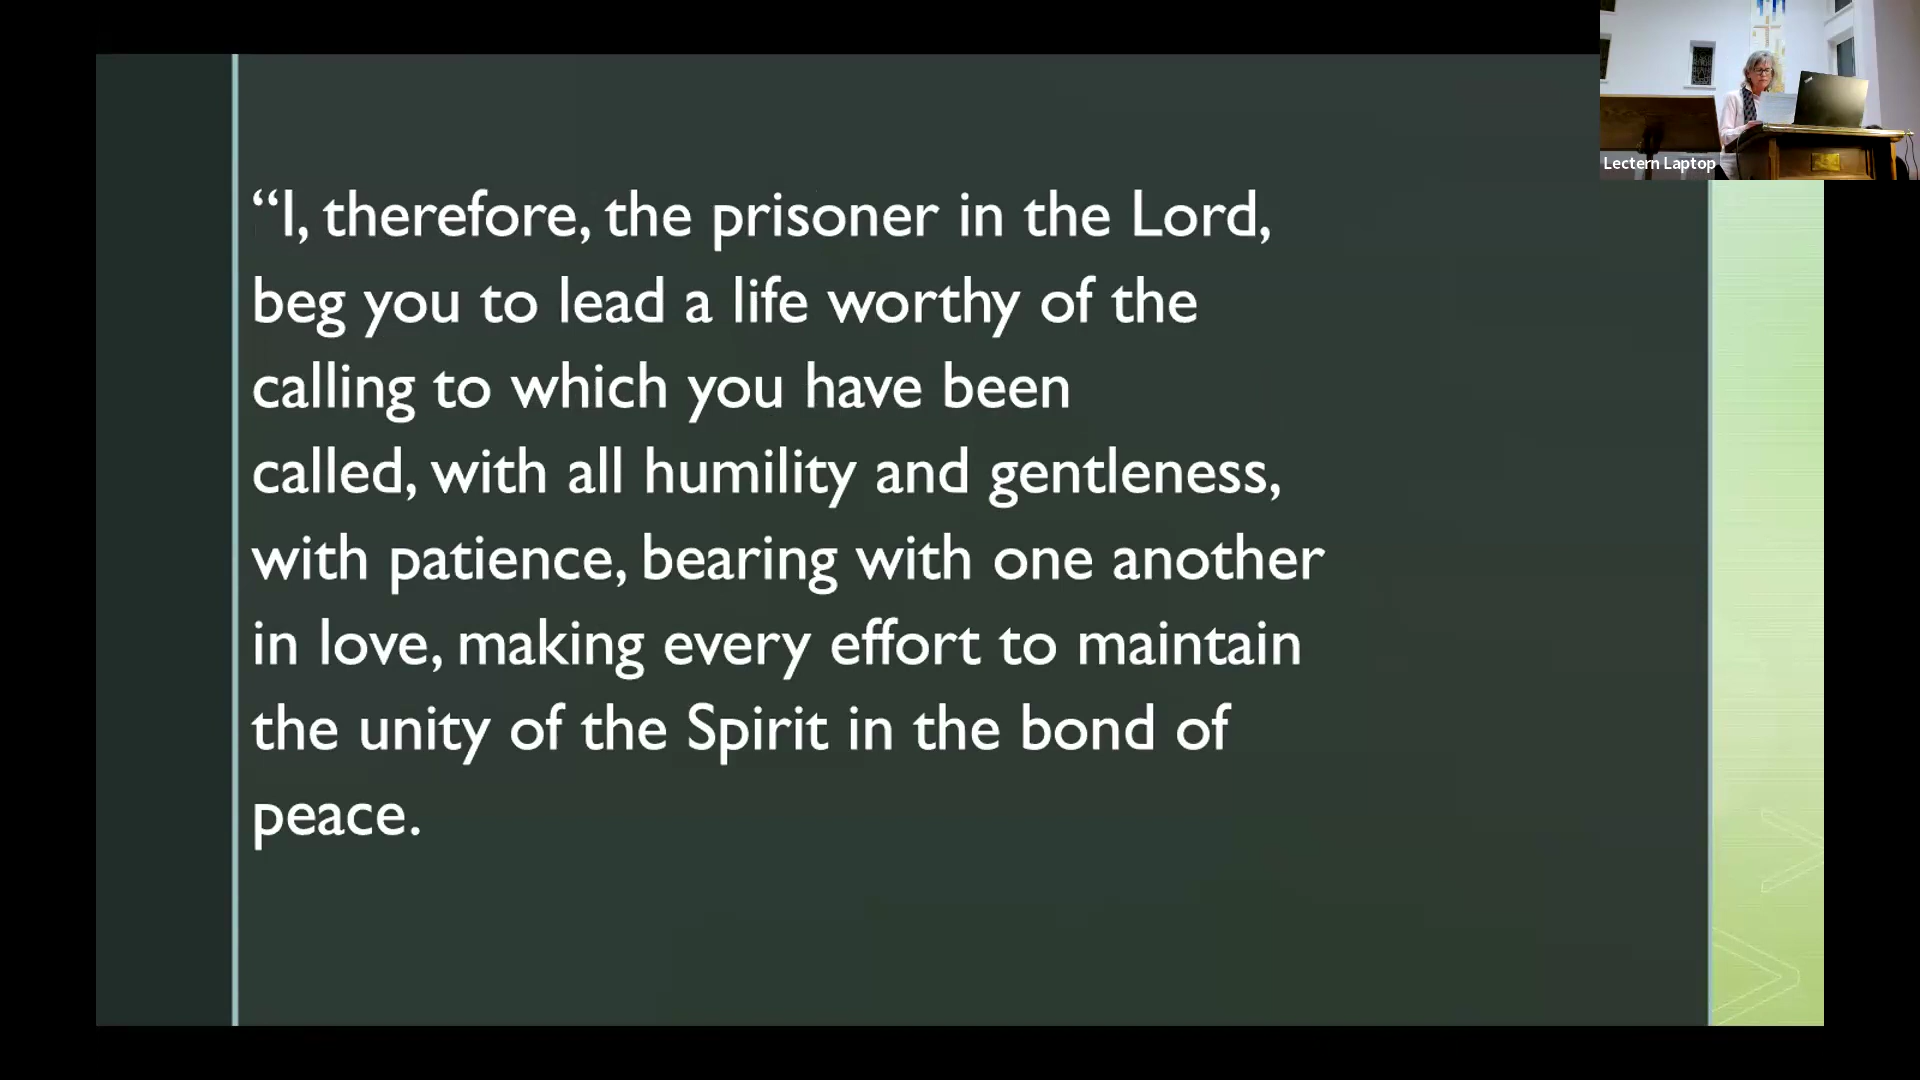 “I, therefore, the prisoner in the Lord,
beg you to lead a life worthy of the
calling to which you have been
called, with all humility and gentleness,
with patience, bearing with one another
in love, making every effort to maintain
the unity of the Spirit in the bond of
peace.
Lectern Laptop